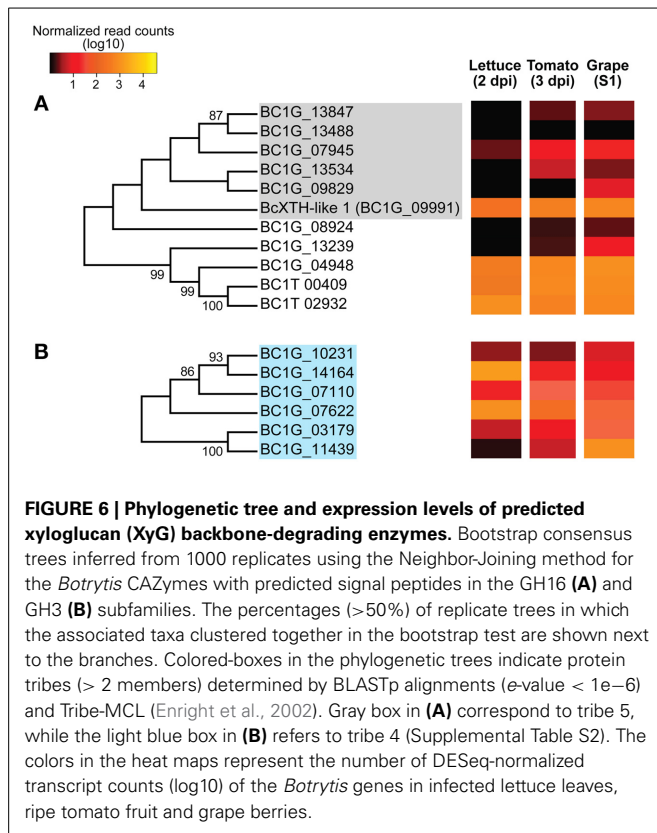 Normalized read counts
(log10)
1 2 3 4
Lettuce Tomato Grape
(2 dpi) (3 dpi) (S1)
A
87
BC1G_13847
BC1G_13488
BC1G_07945
BC1G_13534
BC1G_09829
BcXTH-like 1 (BC1G_09991)
BC1G_08924
BC1G_13239
99
BC1G_04948
99
BC1T 00409
100
BC1T 02932
B
93
BC1G_10231
86
BC1G_14164
BC1G_07110
BC1G_07622
BC1G_03179
100
BC1G_11439
FIGURE 6 | Phylogenetic tree and expression levels of predicted
xyloglucan (XyG) backbone-degrading enzymes. Bootstrap consensus
trees inferred from 1000 replicates using the Neighbor-Joining method for
the Botrytis CAZymes with predicted signal peptides in the GH16 (A) and
GH3 (B) subfamilies. The percentages (>50%) of replicate trees in which
the associated taxa clustered together in the bootstrap test are shown next
to the branches. Colored-boxes in the phylogenetic trees indicate protein
tribes (> 2 members) determined by BLASTp alignments (e-value < 1e−6)
and Tribe-MCL (Enright et al., 2002). Gray box in (A) correspond to tribe 5,
while the light blue box in (B) refers to tribe 4 (Supplemental Table S2). The
colors in the heat maps represent the number of DESeq-normalized
transcript counts (log10) of the Botrytis genes in infected lettuce leaves,
ripe tomato fruit and grape berries.